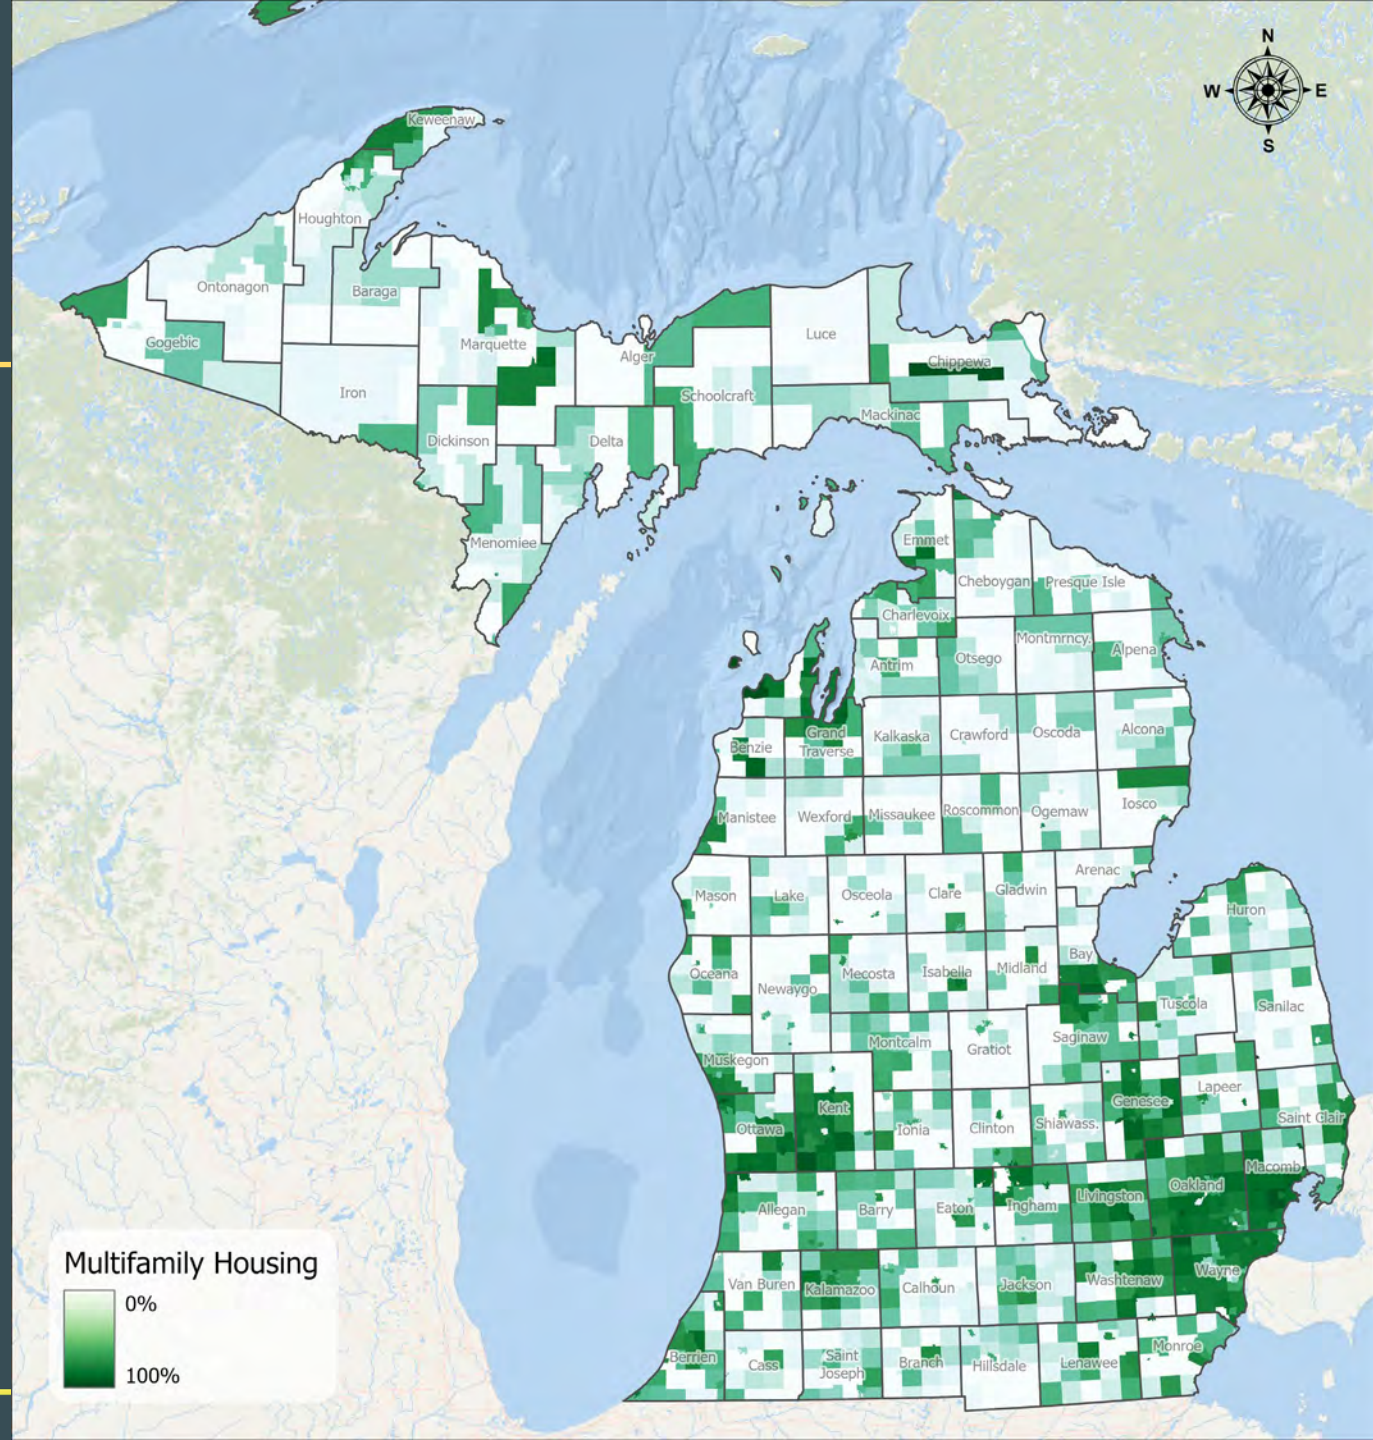 N
W E
S
Keweenaw
Houghton
Ontonagon
Baraga
Gogebic
Marquette
Alger
Luce
Chippewa
Iron
Schoolcraft
Mackinac
Dickinson
Delta
Menomiee
Emmet
Cheboygan
Presque Isle
Charlevoix
Antrim
Otsego
Montmrncy.
Alpena
Benzie
Grand
Traverse
Kalkaska
Crawford
Oscoda
Alcona
Manistee
Wexford
Missaukee
Roscommon
Ogemaw
Iosco
Mason
Lake
Osceola
Clare
Gladwin
Arenac
Huron
Oceana
Newaygo
Mecosta
Isabella
Midland
Bay
Tuscola
Sanilac
Muskegon
Montcalm
Gratiot
Saginaw
Kent
Ottawa
Ionia
Clinton
Shiawass.
Genesee
Lapeer
Saint Clair
Allegan
Barry
Eaton
Ingham
Livingston
Oakland
Macomb
Van Buren
Kalamazoo
Calhoun
Jackson
Washtenaw
Wayne
Berrien
Cass
Saint
Joseph
Branch
Hillsdale
Lenawee
Monroe
Multifamily Housing
0%
100%